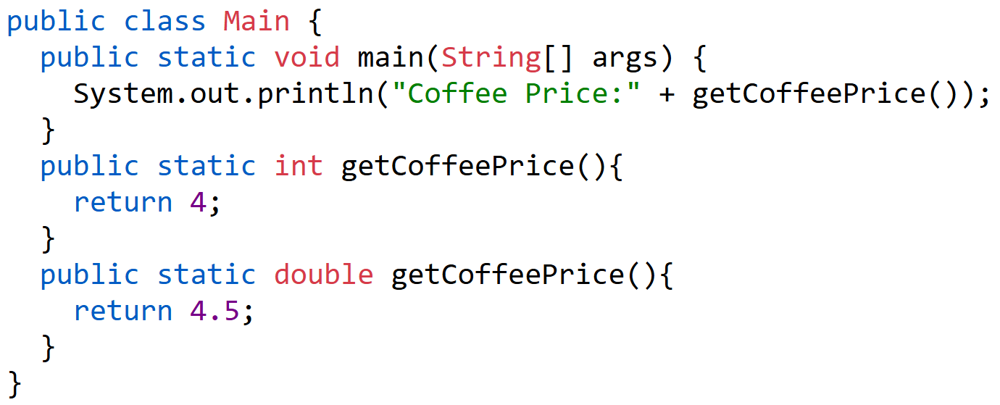 public class Main {
  public static void main(String[] args) {
    System.out.println("Coffee Price:" + getCoffeePrice());
  }
  public static int getCoffeePrice(){
    return 4;
  }
  public static double getCoffeePrice(){
    return 4.5;
  }
}